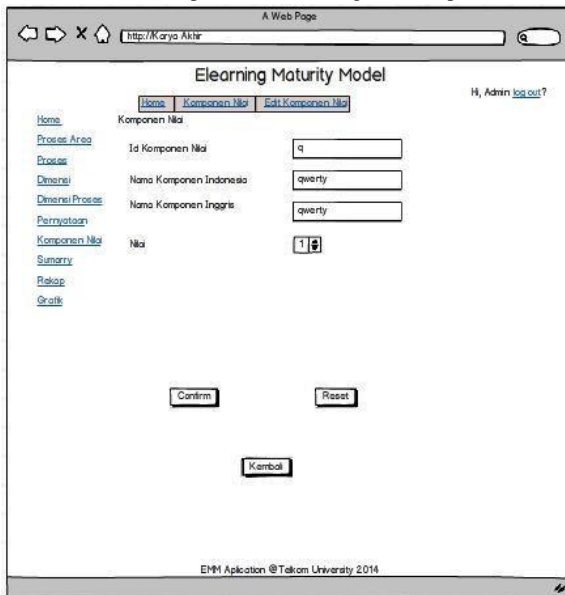 A Web Page
http://Karya Akhir
Elearning Maturity Model
Hi, Admin log out?
Home Komponen Nilai Edit Komponen Nilai
Home
Komponen Nilai
Proses Area
Proses
Dimensi
Dimensi Proses
Pernyataan
Komponen Nilai
Sumarry
Rekap
Grafik
Id Komponen Nilai q
Nama Komponen Indonesia qwerty
Nama Komponen Inggris qwerty
Nilai 1
Confirm Reset
Kembali
EMM Aplication @Telkom University 2014